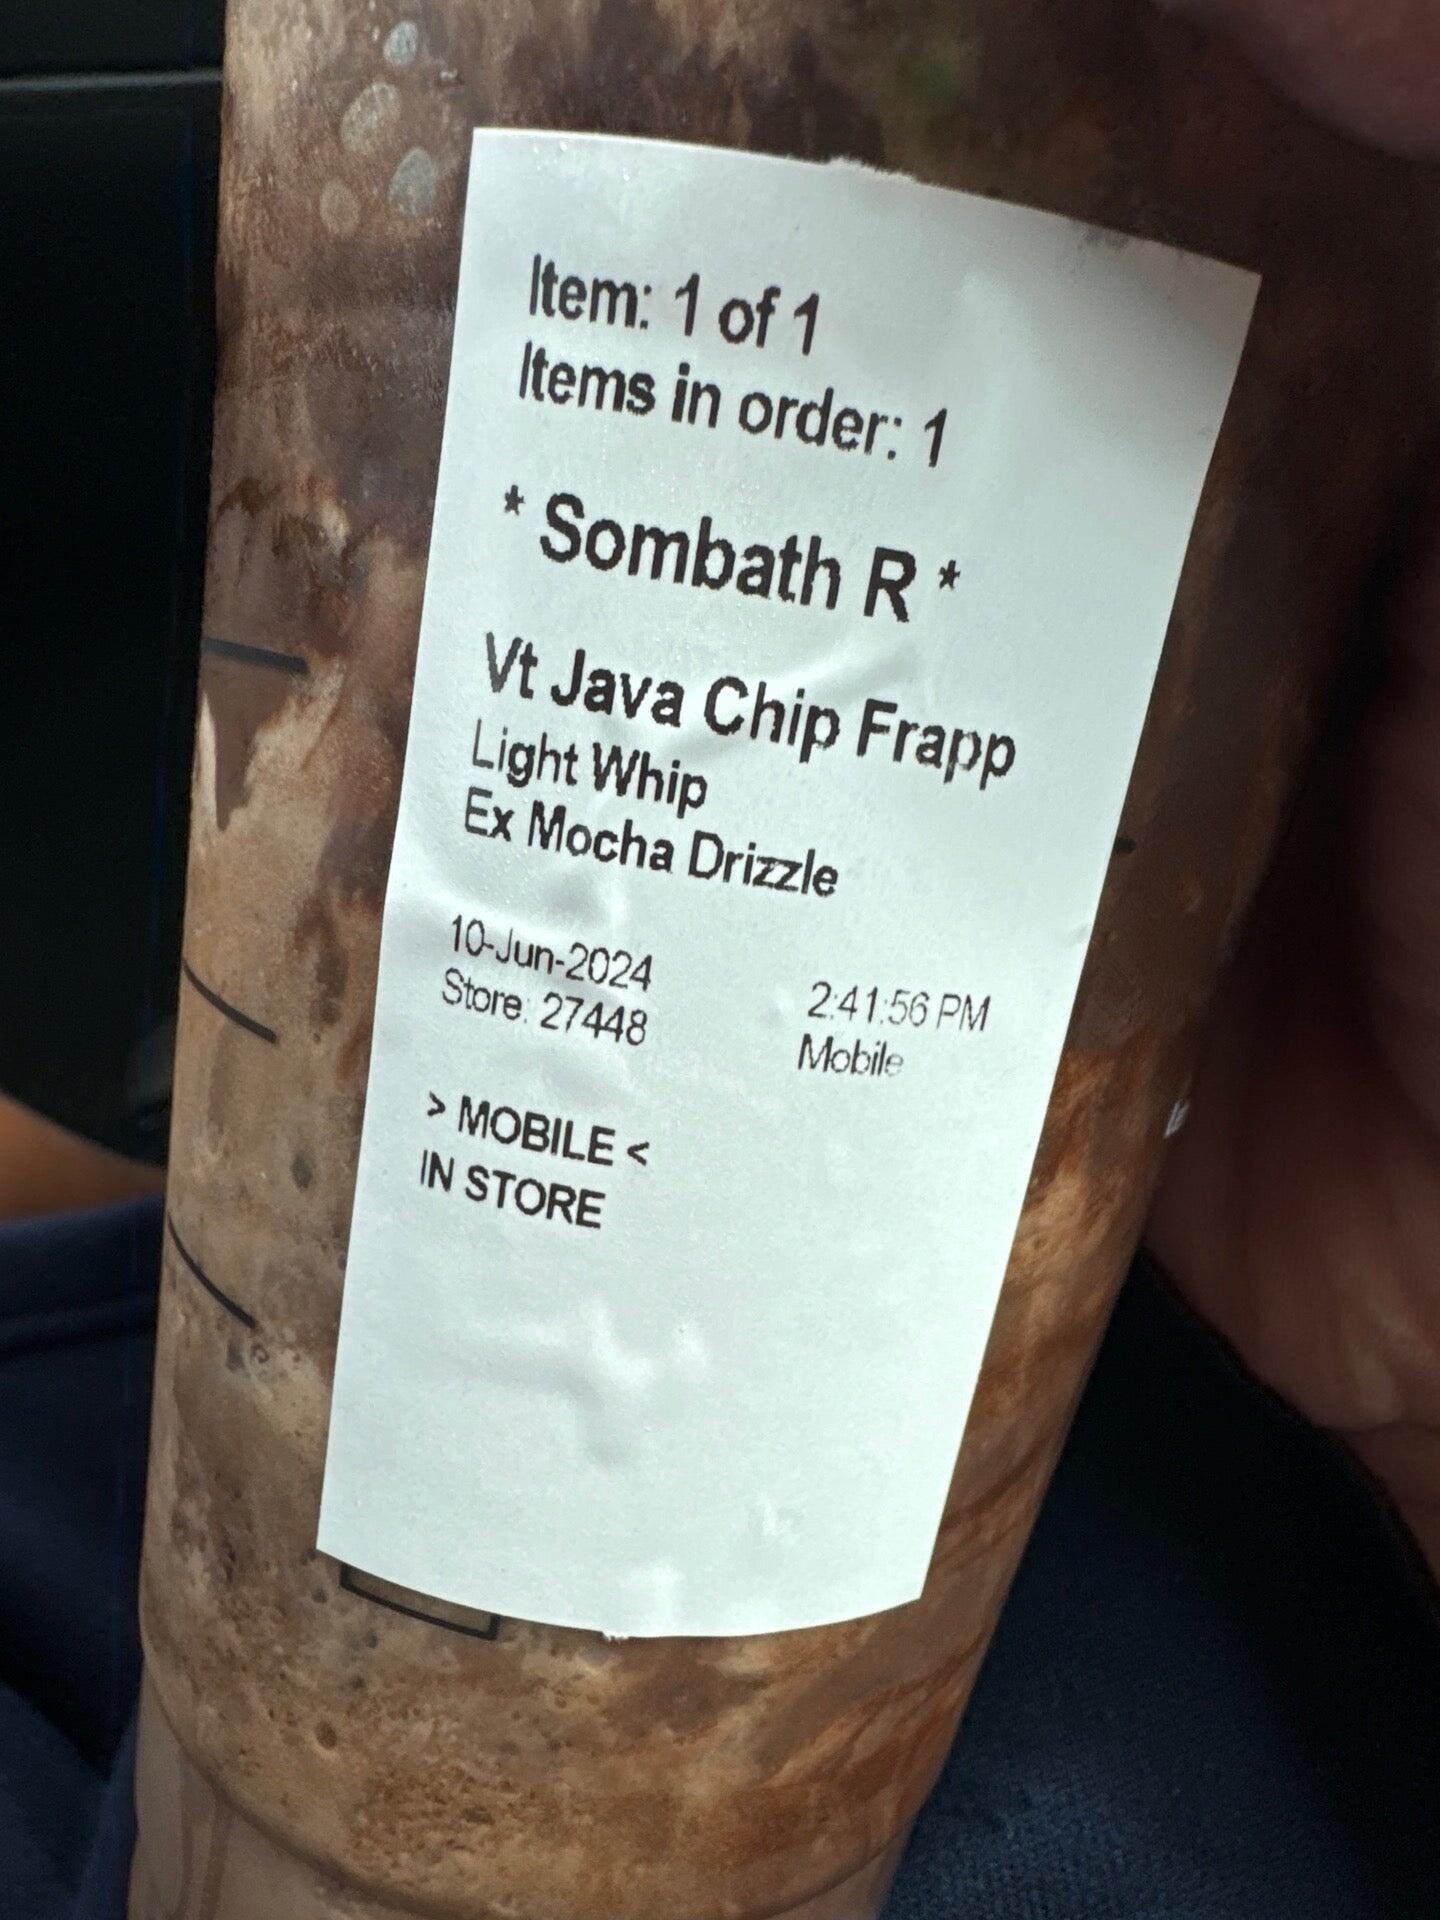 Item: 1 of 1
Items in order: 1
* Sombath R *
Vt Java Chip Frapp
Light Whip
Ex Mocha Drizzle
10-Jun-2024 2:41:56 PM
Store: 27448 Mobile
> MOBILE <
IN STORE